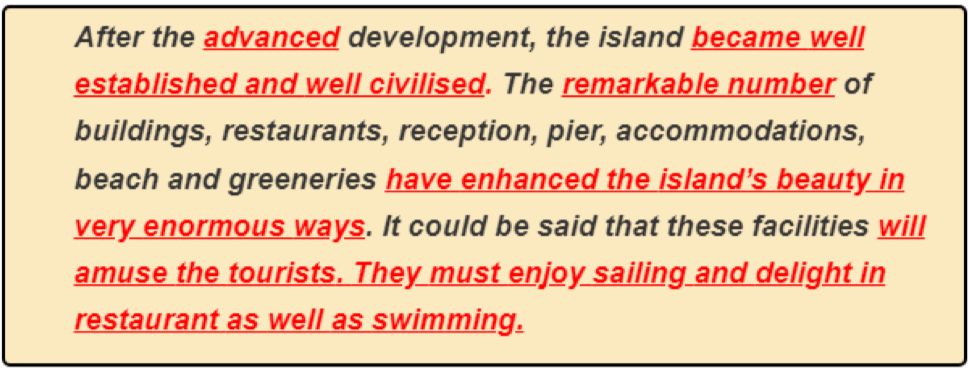 After the advanced development, the island became well
established and well civilised. The remarkable number of
buildings, restaurants, reception, pier, accommodations,
beach and greeneries have enhanced the island’s beauty in
very enormous ways. It could be said that these facilities will
amuse the tourists. They must enjoy sailing and delight in
restaurant as well as swimming.